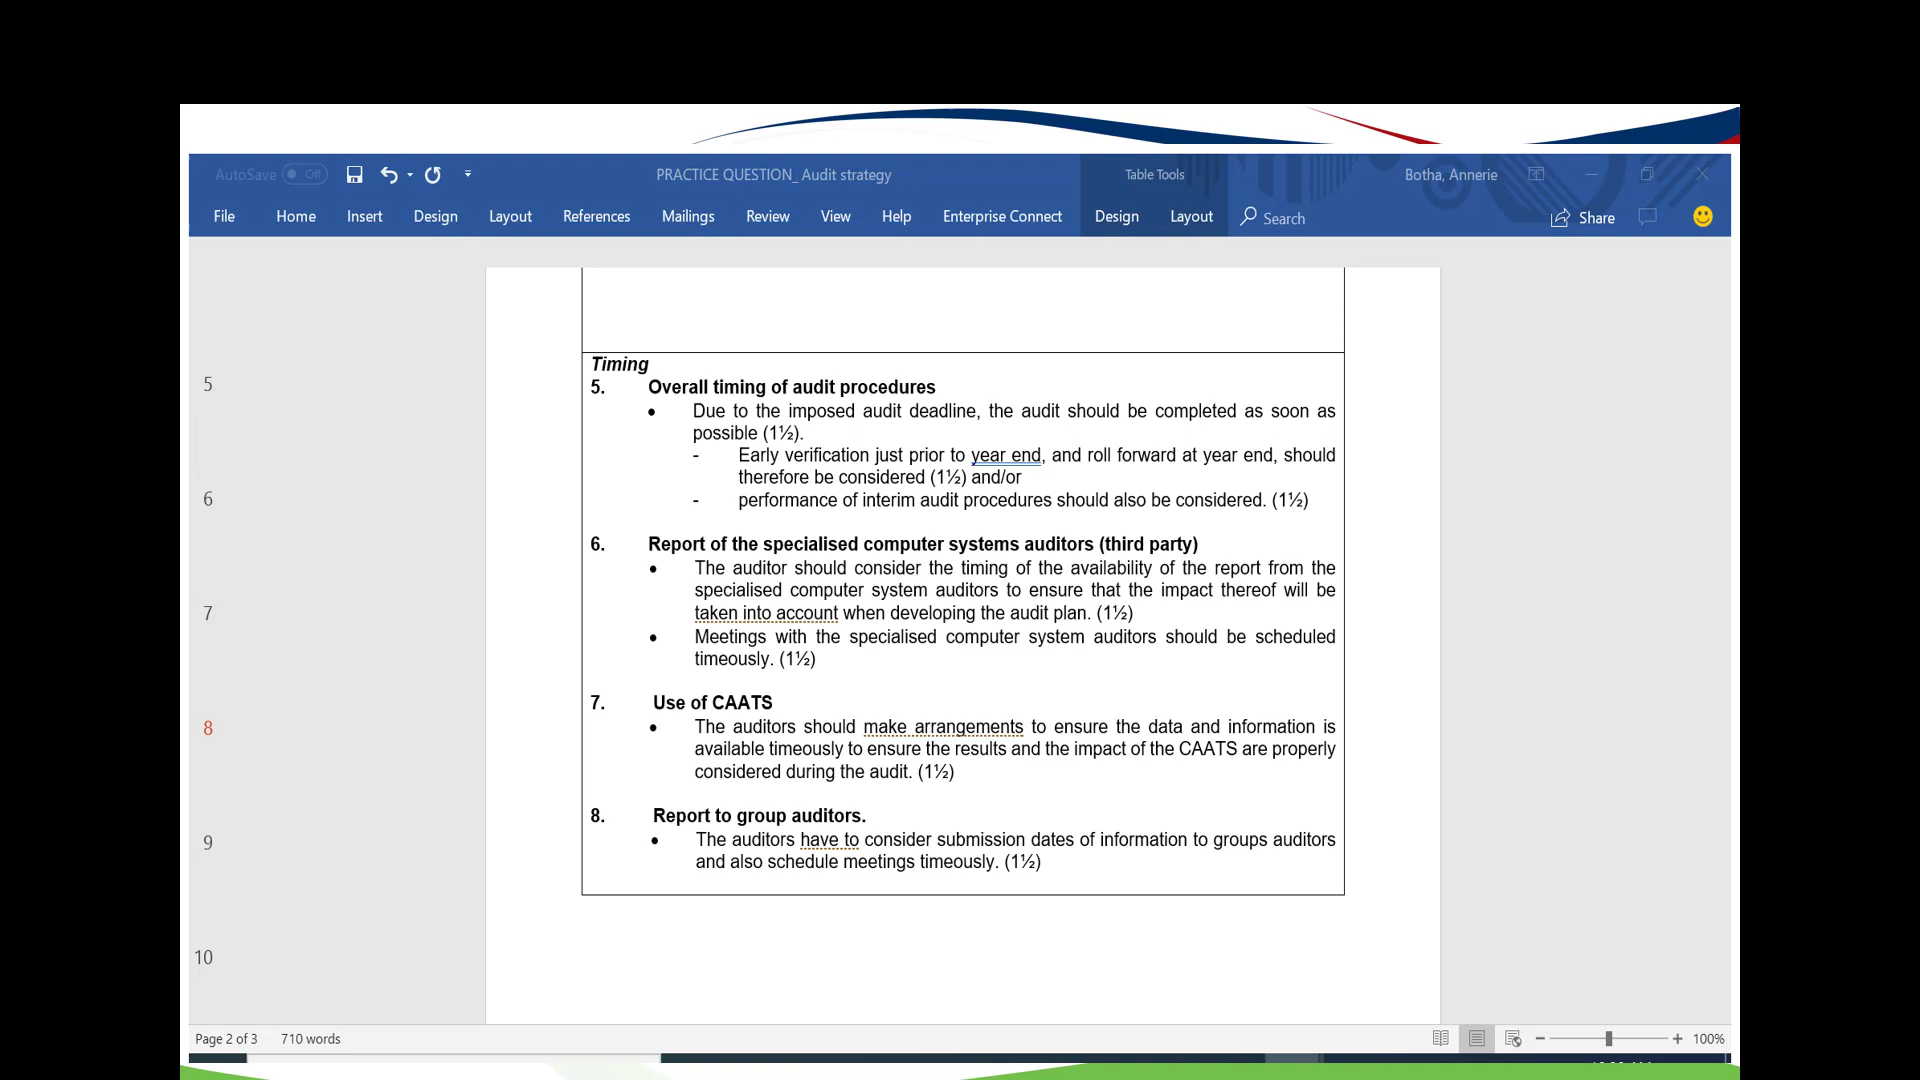 AutoSave Off PRACTICE QUESTION_ Audit strategy Table Tools Botha, Annerie
File Home Insert Design Layout References Mailings Review View Help Enterprise Connect Design Layout Search Share
Timing
5. Overall timing of audit procedures
• Due to the imposed audit deadline, the audit should be completed as soon as
possible (1½).
- Early verification just prior to year end, and roll forward at year end, should
therefore be considered (1½) and/or
- performance of interim audit procedures should also be considered. (1½)
6. Report of the specialised computer systems auditors (third party)
• The auditor should consider the timing of the availability of the report from the
specialised computer system auditors to ensure that the impact thereof will be
taken into account when developing the audit plan. (1½)
• Meetings with the specialised computer system auditors should be scheduled
timeously. (1½)
7. Use of CAATS
• The auditors should make arrangements to ensure the data and information is
available timeously to ensure the results and the impact of the CAATS are properly
considered during the audit. (1½)
8. Report to group auditors.
• The auditors have to consider submission dates of information to groups auditors
and also schedule meetings timeously. (1½)
5
6
7
8
9
10
Page 2 of 3 710 words 100%